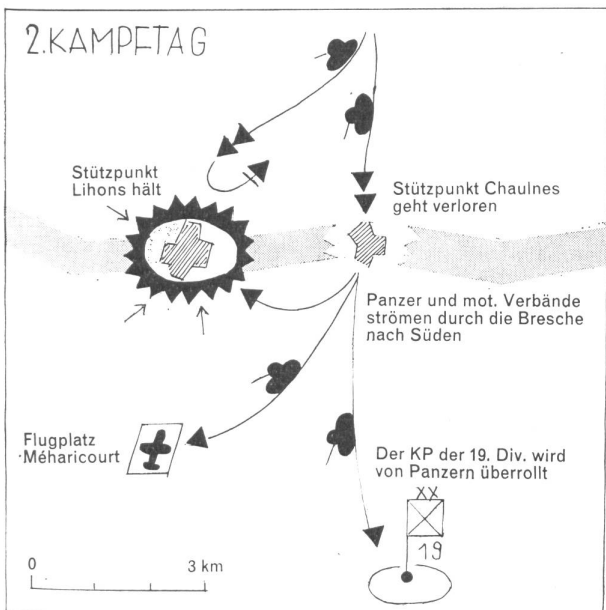 2.KAMPFTAG
Stützpunkt
Lihons hält
Stützpunkt Chaulnes
geht verloren
Panzer und mot. Verbände
strömen durch die Bresche
nach Süden
Flugplatz
Méharicourt
Der KP der 19. Div. wird
von Panzern überrollt
XX
19
0 3 km